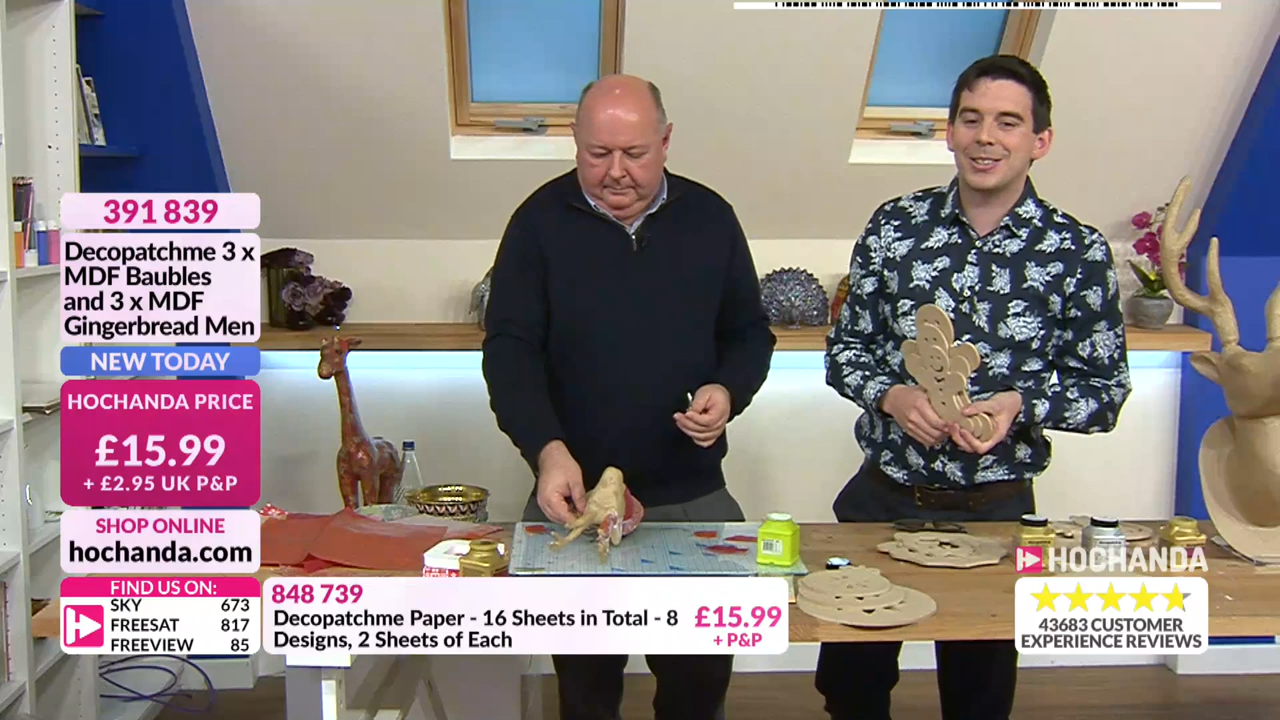 391 839
Decopatchme 3 x
MDF Baubles
and 3 x MDF
Gingerbread Men
NEW TODAY
HOCHANDA PRICE
£15.99
+ £2.95 UK P&P
SHOP ONLINE
hochanda.com
FIND US ON:
SKY 673
FREESAT 817
FREEVIEW 85
848 739
Decopatchme Paper - 16 Sheets in Total - 8
Designs, 2 Sheets of Each
£15.99
+ P&P
HOCHANDA
43683 CUSTOMER
EXPERIENCE REVIEWS